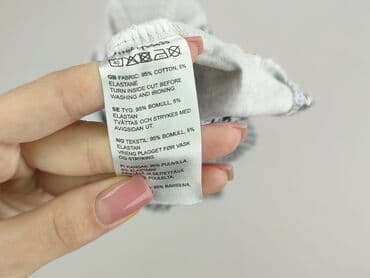 GB FABRIC: 95% COTTON, 5%
ELASTANE
TURN INSIDE OUT BEFORE
WASHING AND IRONING.
SE TYG: 95% BOMULL, 5%
ELASTAN
TVÄTTAS OCH STRYKES MED
AVIGSIDAN UT.
NO TEKSTIL: 95% BOMULL, 5%
ELASTAN
VRENG PLAGGET FØR VASK
OG STRYKING.
FI KANGAS: 95% PUUVILLA,